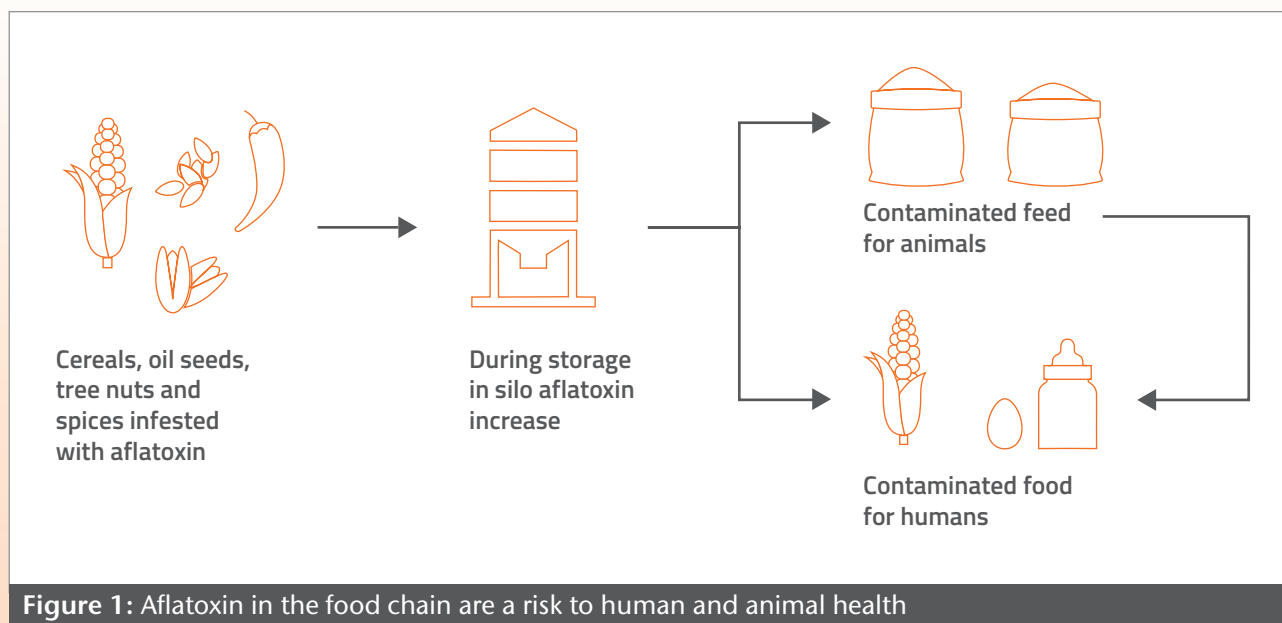 Cereals, oil seeds,
tree nuts and
spices infested
with aflatoxin
During storage
in silo aflatoxin
increase
Contaminated feed
for animals
Contaminated food
for humans
Figure 1: Aflatoxin in the food chain are a risk to human and animal health